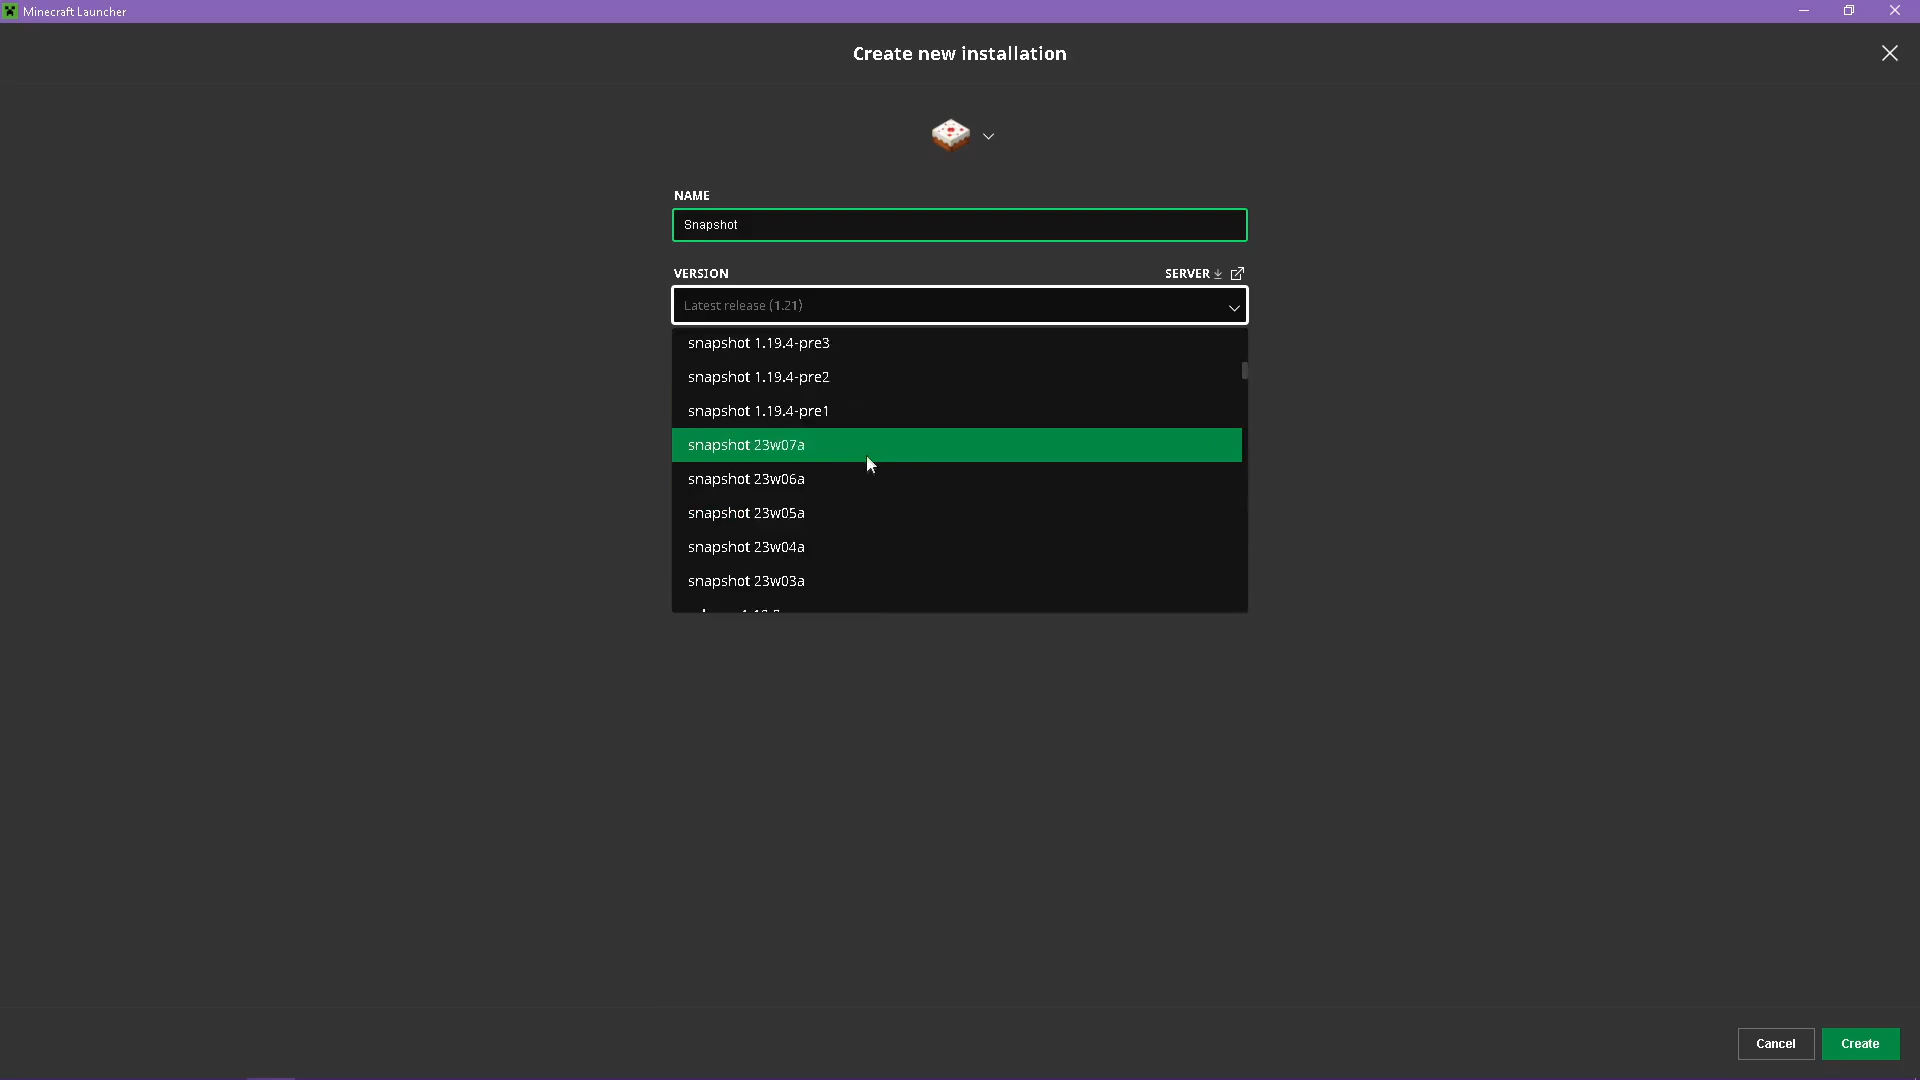 Minecraft Launcher
Create new installation
NAME
Snapshot
VERSION
SERVER
Latest release (1.21)
snapshot 1.19.4-pre3
snapshot 1.19.4-pre2
snapshot 1.19.4-pre1
snapshot 23w07a
snapshot 23w06a
snapshot 23w05a
snapshot 23w04a
snapshot 23w03a
Cancel
Create